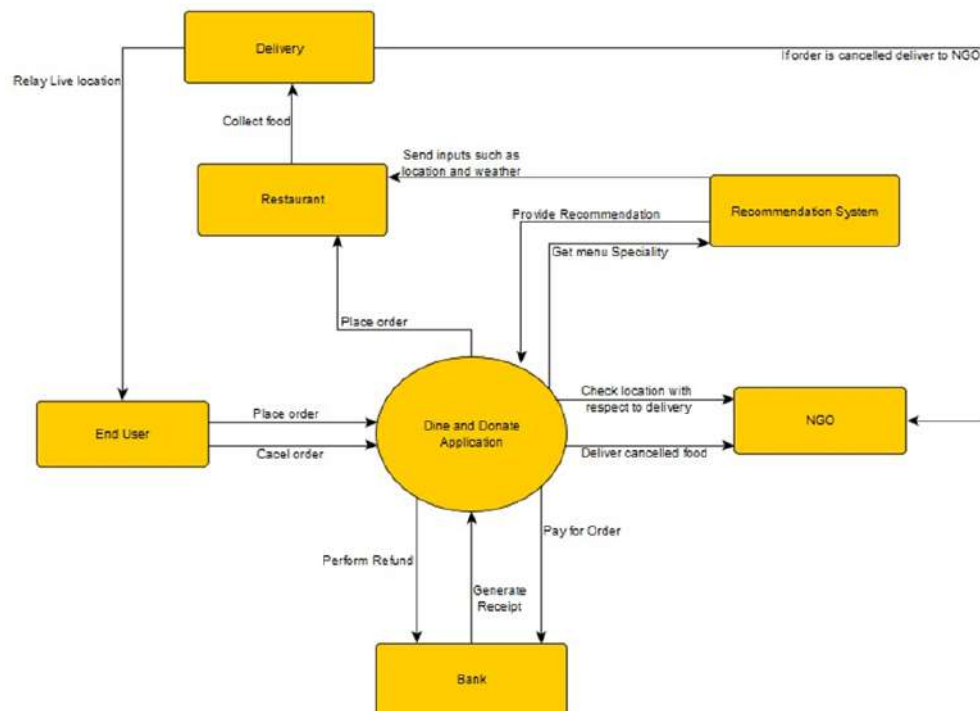 Delivery
If order is cancelled deliver to NGO
Relay Live location
Collect food
Send inputs such as
location and weather
Restaurant
Recommendation System
Provide Recommendation
Get menu Speciality
Place order
Check location with
respect to delivery
Place order
End User
Dine and Donate
Application
NGO
Cacel order
Deliver cancelled food
Pay for Order
Perform Refund
Generate
Receipt
Bank